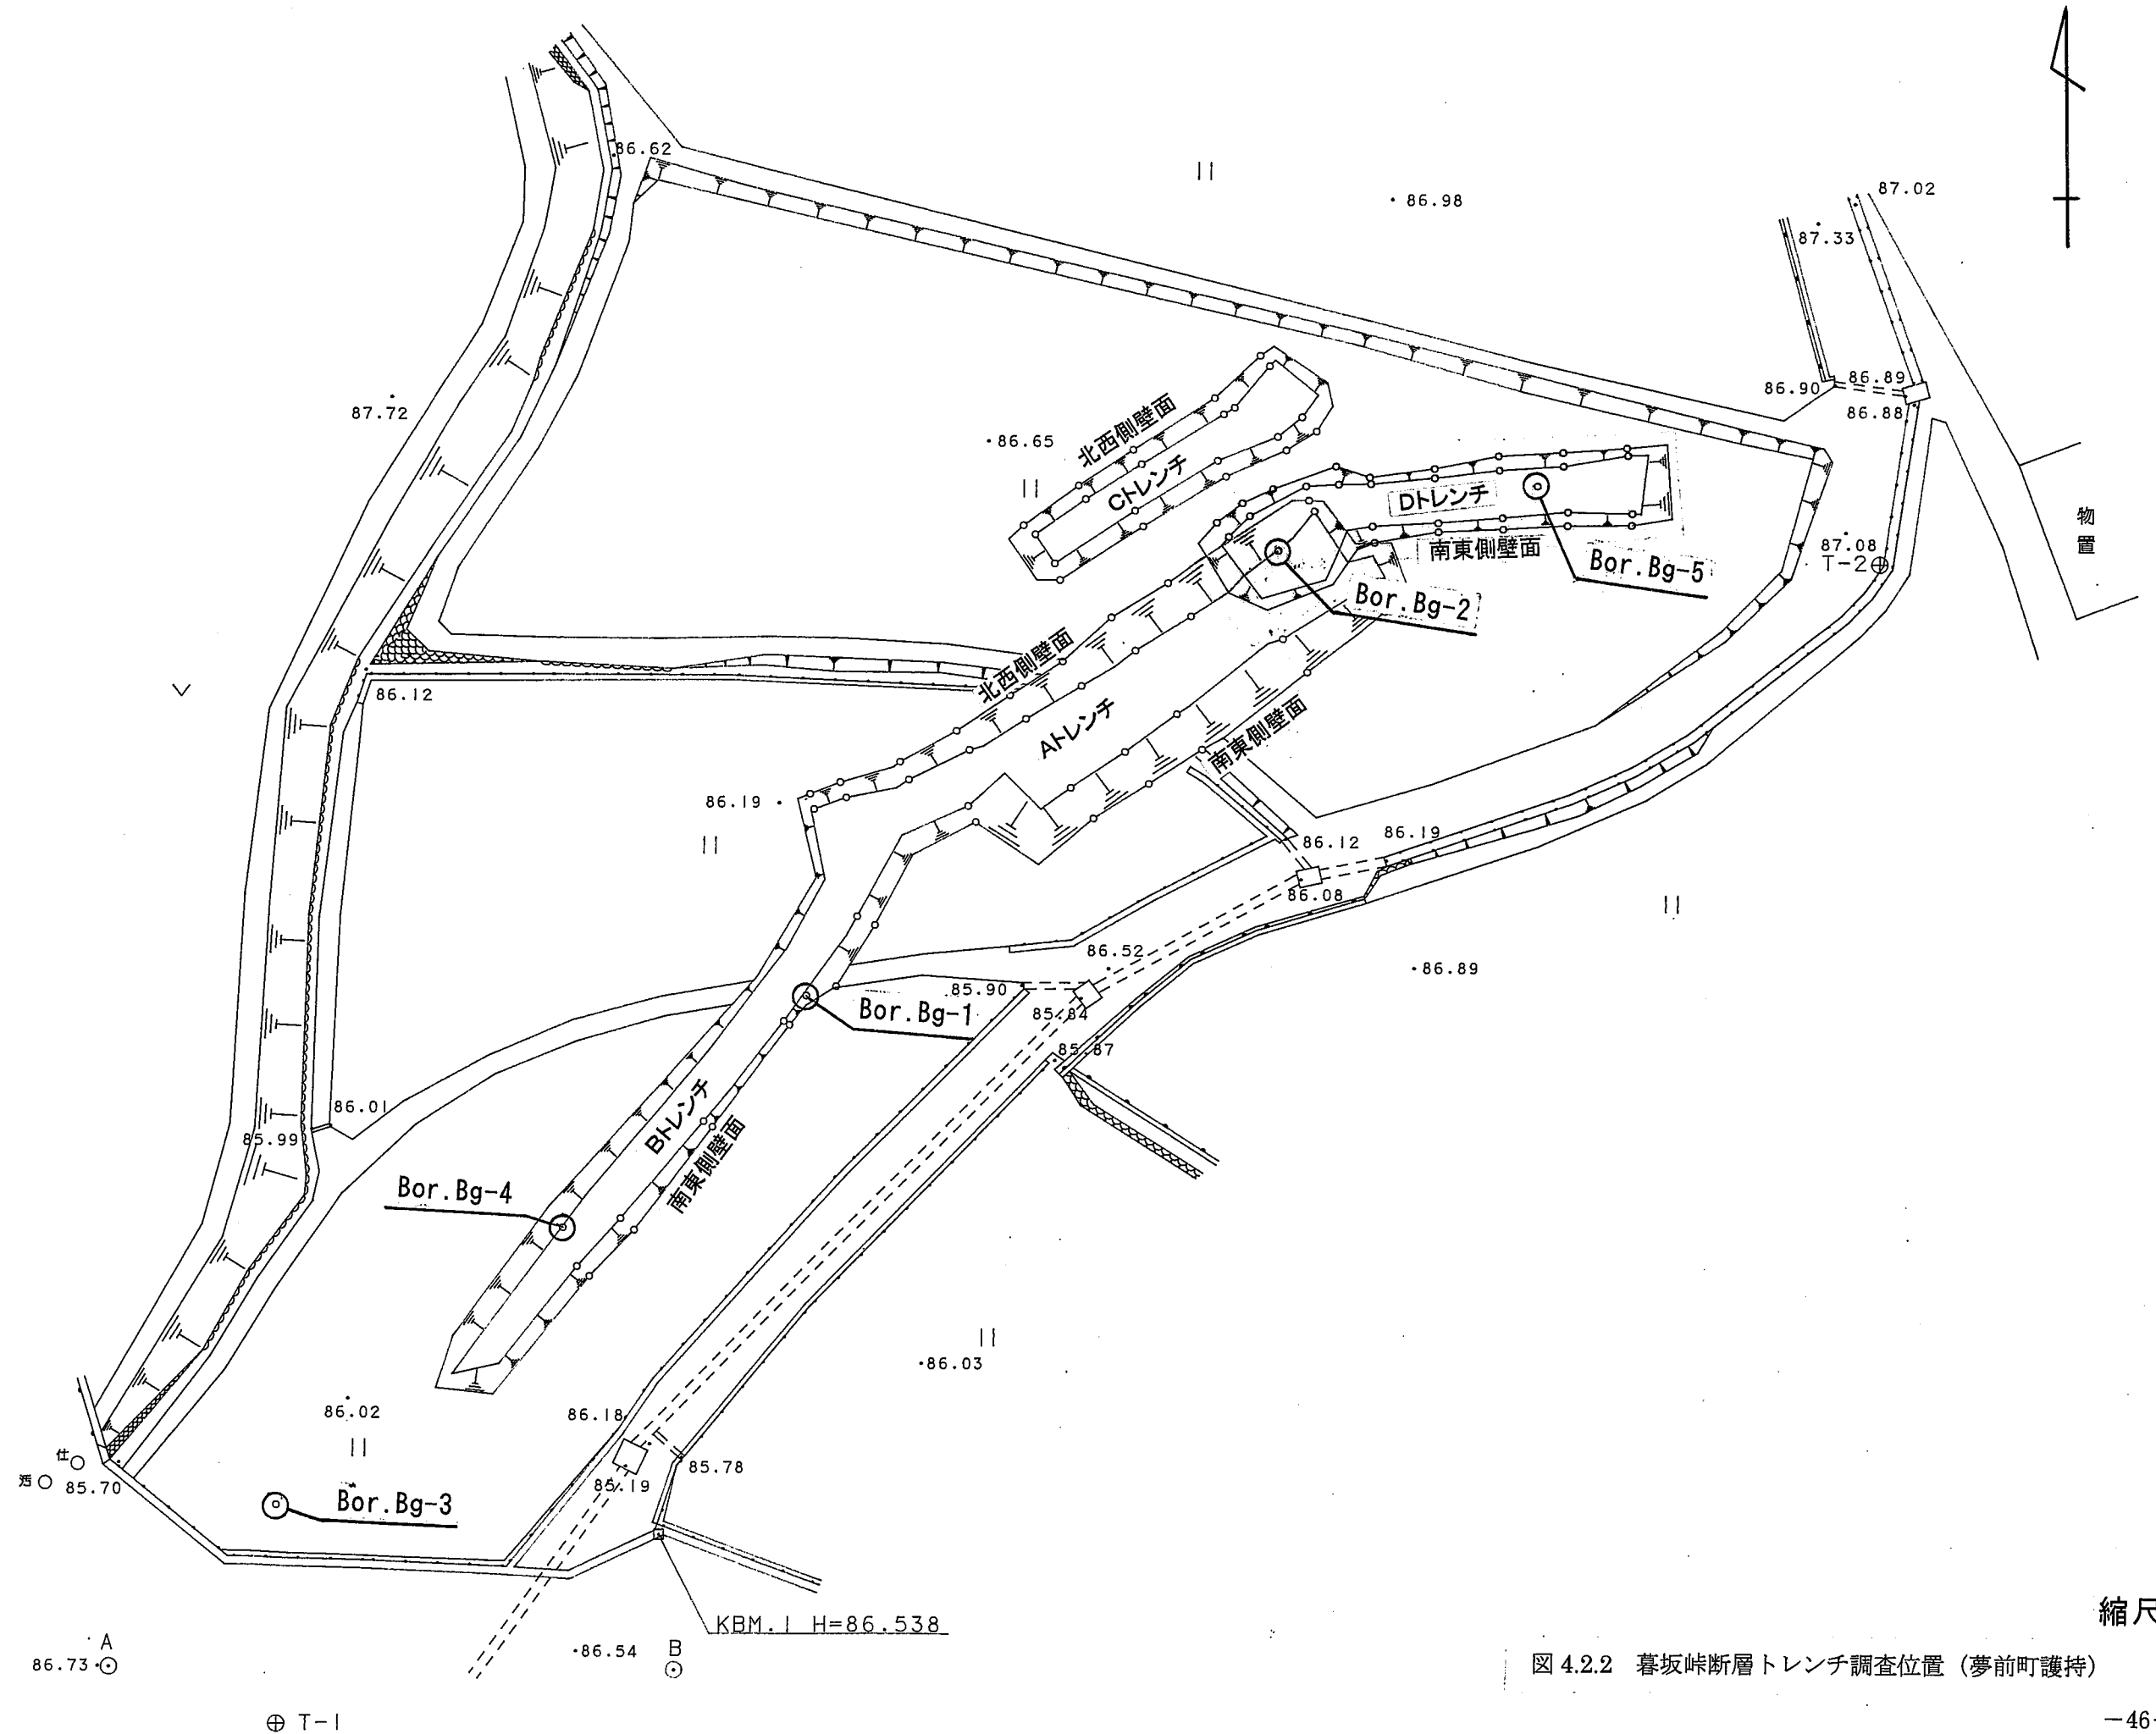 86.62
86.98
87.02
87.33
86.90
86.89
86.88
87.72
86.65
北西側壁面
Cトレンチ
Dトレンチ
南東側壁面
Bor.Bg-5
Bor.Bg-2
物置
87.08
T-2
86.12
北西側壁面
Aトレンチ
南東側壁面
86.19
86.12
86.19
86.08
86.52
86.89
85.90
85.84
Bor.Bg-1
85.87
86.01
85.99
Bトレンチ
南東側壁面
Bor.Bg-4
86.03
86.02
86.18
85.78
85.19
仕
汚
85.70
Bor.Bg-3
KBM.1 H=86.538
A
86.73
86.54
B
T-1
縮尺
図 4.2.2 暮坂峠断層トレンチ調査位置（夢前町護持）
－46